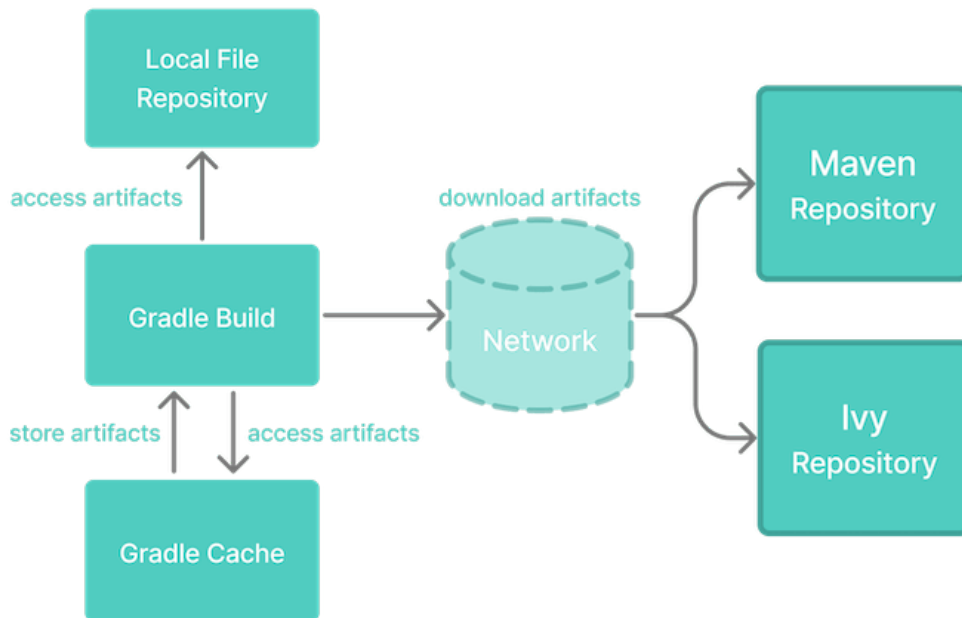 Local File
Repository
access artifacts
download artifacts
Maven
Repository
Gradle Build
Network
store artifacts
access artifacts
Ivy
Repository
Gradle Cache